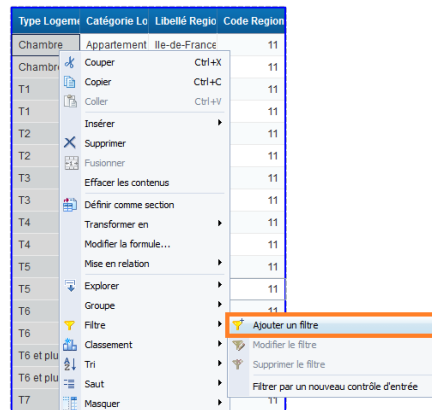 Type Logeme Catégorie Lo Libellé Regio Code Region
Chambre Appartement Ile-de-France 11
Chambre 11
T1 11
T1 11
T2 11
T2 11
T3 11
T3 11
T4 11
T4 11
T5 11
T5 11
T6 11
T6
T6 et plu
T6 et plu
T7 11
Couper Ctrl+X
Copier Ctrl+C
Coller Ctrl+V
Insérer
Supprimer
Fusionner
Effacer les contenus
Définir comme section
Transformer en
Modifier la formule...
Mise en relation
Explorer
Groupe
Filtre
Classement
Tri
Saut
Masquer
Ajouter un filtre
Modifier le filtre
Supprimer le filtre
Filtrer par un nouveau contrôle d'entrée